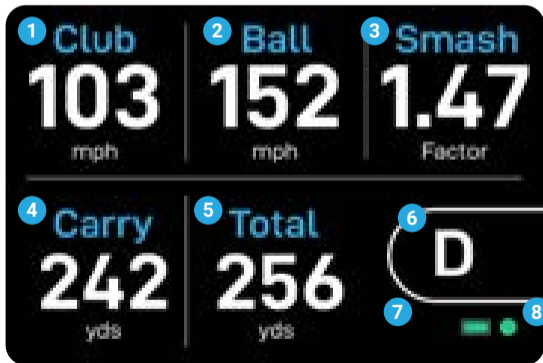 1 Club 2 Ball 3 Smash
103 152 1.47
mph mph Factor
4 Carry 5 Total 6
242 256 D
yds yds 7 8